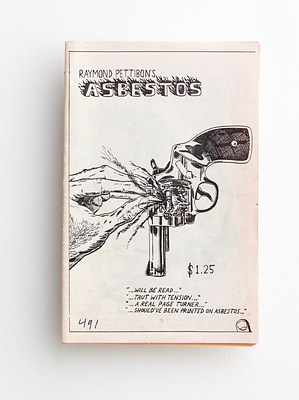 RAYMOND PETTIBON'S
ASBESTOS
$1.25
"...WILL BE READ..."
"...TAUT WITH TENSION..."
"...A REAL PAGE TURNER..."
"...SHOULD'VE BEEN PRINTED ON ASBESTOS..."
491